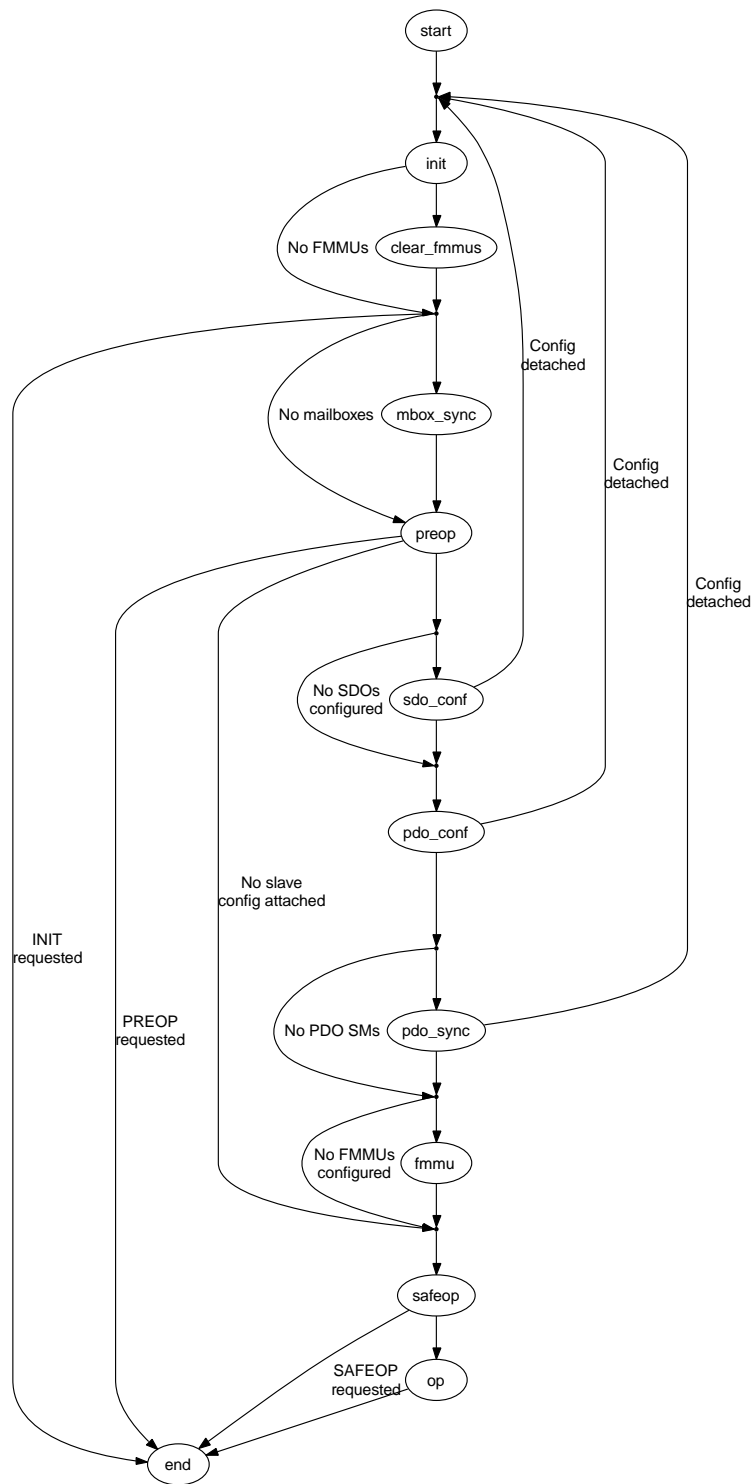 start
init
No FMMUs
clear_fmmus
Config
detached
No mailboxes
mbox_sync
Config
detached
preop
Config
detached
No SDOs
configured
sdo_conf
pdo_conf
No slave
config attached
INIT
requested
PREOP
requested
No PDO SMs
pdo_sync
No FMMUs
configured
fmmu
safeop
SAFEOP
requested
op
end